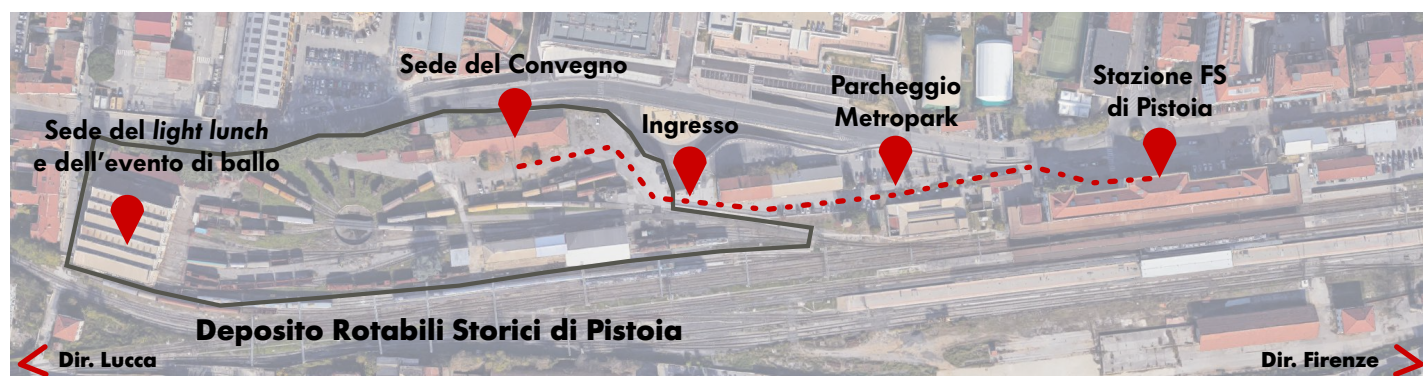 Sede del Convegno
Stazione FS
di Pistoia
Parcheggio
Metropark
Ingresso
Sede del light lunch
e dell'evento di ballo
Deposito Rotabili Storici di Pistoia
Dir. Lucca
Dir. Firenze